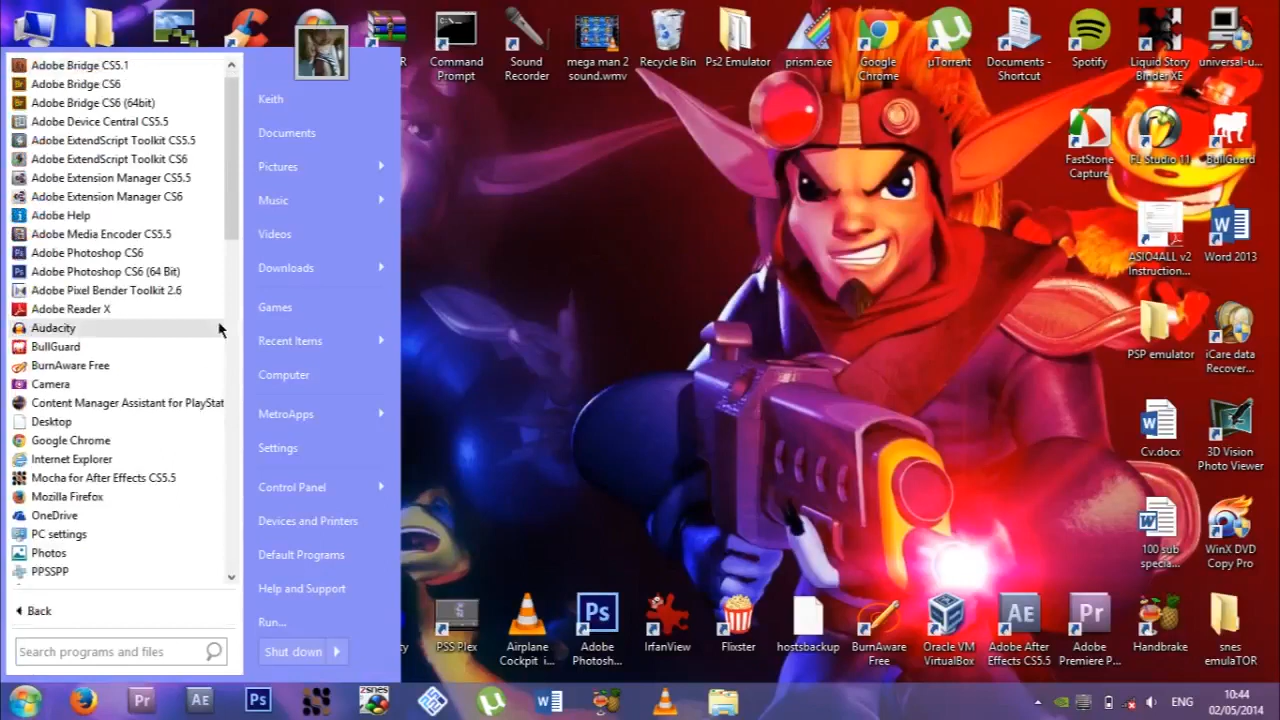 Adobe Bridge CS5.1
Adobe Bridge CS6
Adobe Bridge CS6 (64bit)
Adobe Device Central CS5.5
Adobe ExtendScript Toolkit CS5.5
Adobe ExtendScript Toolkit CS6
Adobe Extension Manager CS5.5
Adobe Extension Manager CS6
Adobe Help
Adobe Media Encoder CS5.5
Adobe Photoshop CS6
Adobe Photoshop CS6 (64 Bit)
Adobe Pixel Bender Toolkit 2.6
Adobe Reader X
Audacity
BullGuard
BurnAware Free
Camera
Content Manager Assistant for PlayStat
Desktop
Google Chrome
Internet Explorer
Mocha for After Effects CS5.5
Mozilla Firefox
OneDrive
PC settings
Photos
PPSSPP
Back
Search programs and files
Keith
Documents
Pictures
Music
Videos
Downloads
Games
Recent Items
Computer
MetroApps
Settings
Control Panel
Devices and Printers
Default Programs
Help and Support
Run...
Shut down
R
Command
Prompt
Sound
Recorder
mega man 2
sound.wmv
Recycle Bin
Ps2 Emulator
prism.exe
Google
Chrome
µTorrent
Documents -
Shortcut
Spotify
Liquid Story
Binder XE
universal-u...
FastStone
Capture
FL Studio 11
BullGuard
ASIO4ALL v2
Instruction...
Word 2013
PSP emulator
iCare data
Recover...
Cv.docx
3D Vision
Photo Viewer
100 sub
specia...
WinX DVD
Copy Pro
ty
PSS Plex
Airplane
Cockpit i...
Ps
Adobe
Photosh...
IrfanView
Flixster
hostsbackup
BurnAware
Free
Oracle VM
VirtualBox
AE
Adobe After
Effects CS5.5
Pr
Adobe
Premiere P...
Handbrake
snes
emulaTOR
Pr
AE
Ps
ZSNES
ENG
10:44
02/05/2014